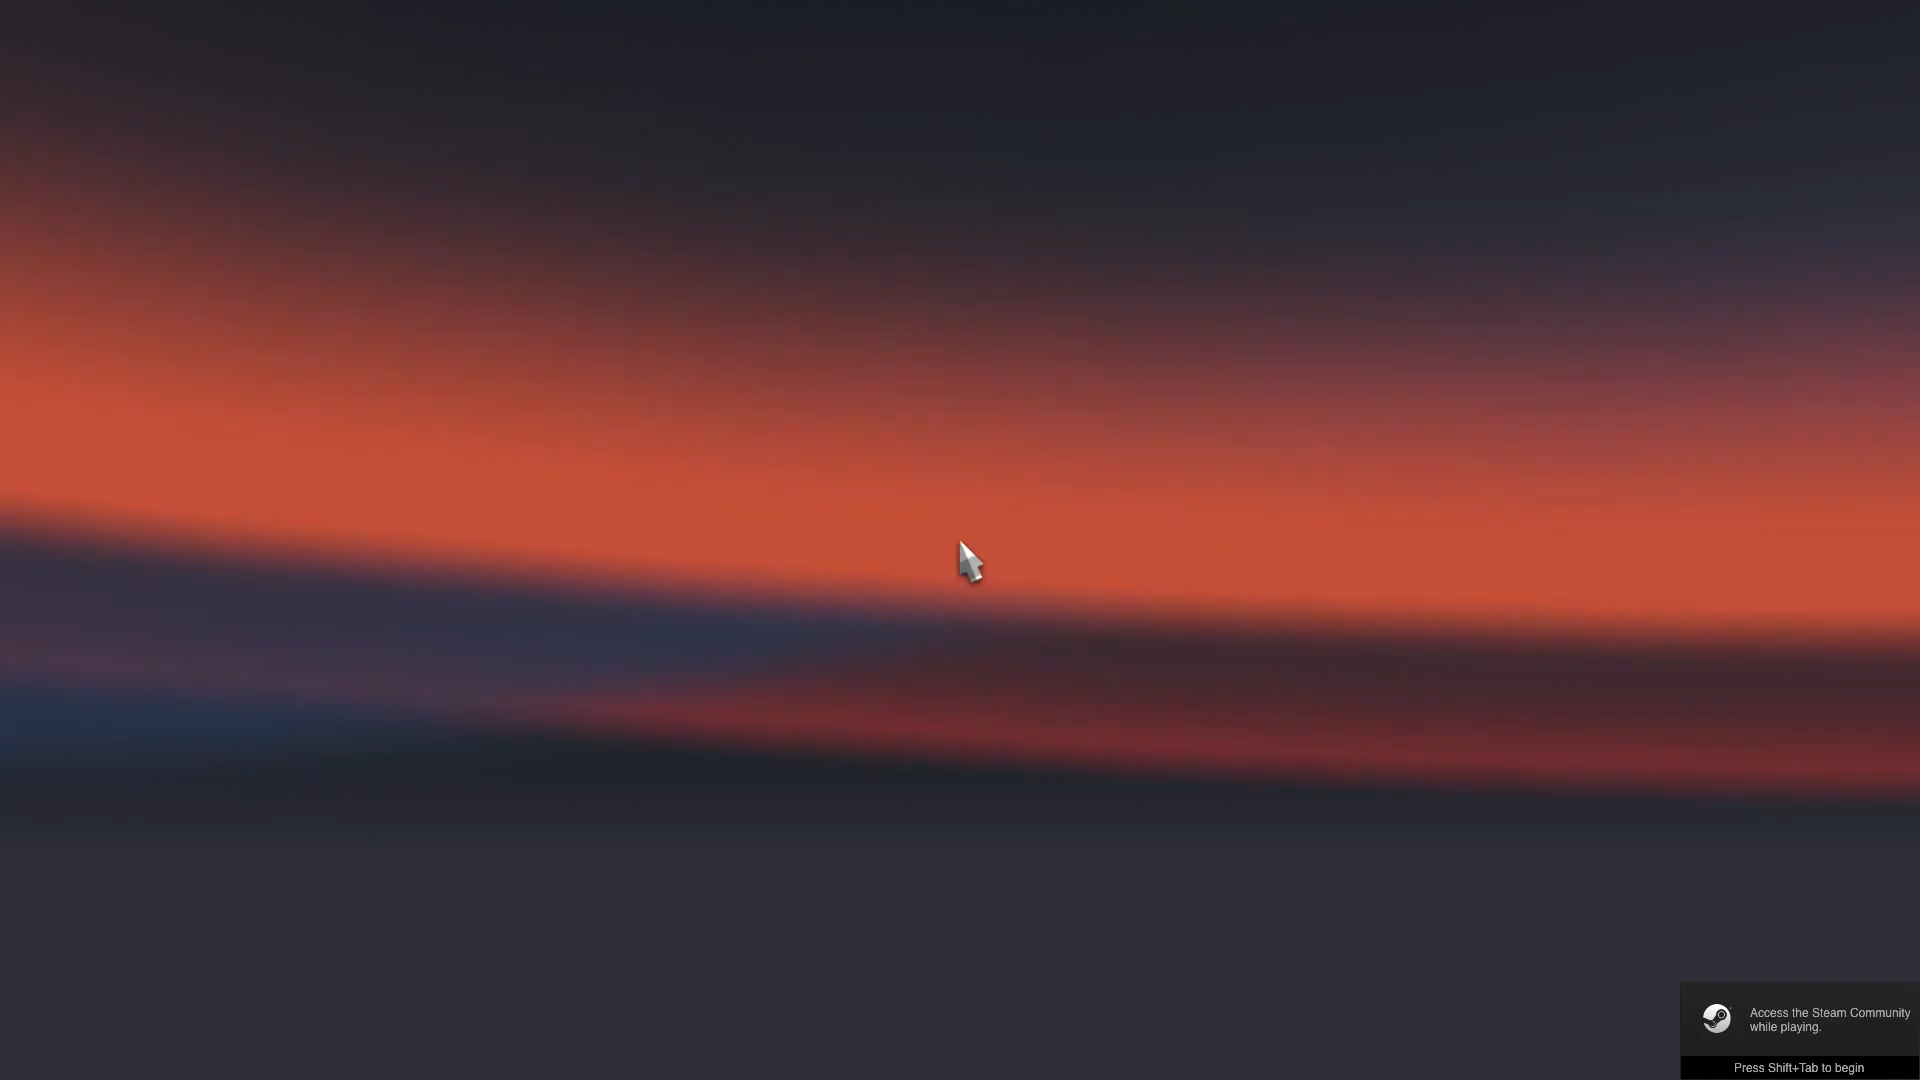 Access the Steam Community
while playing.
Press Shift+Tab to begin